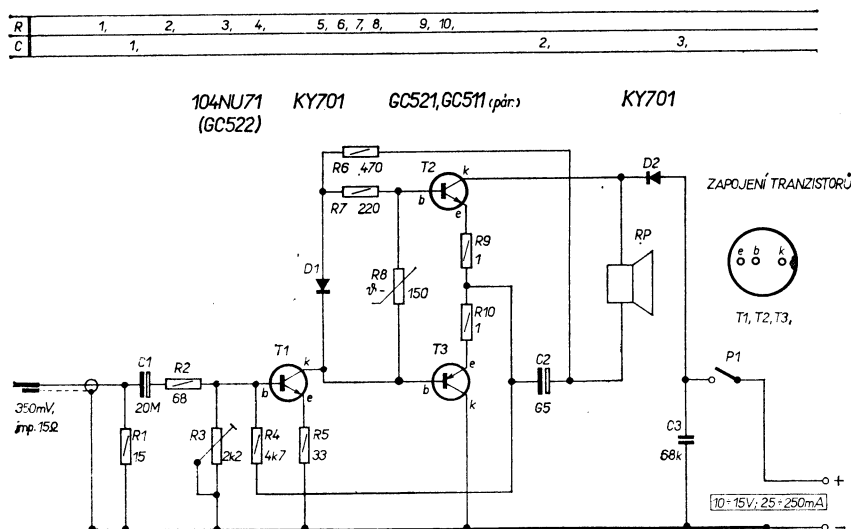 R 1, 2, 3, 4, 5, 6, 7, 8, 9, 10,
C 1, 2, 3,
104NU71 KY701 GC521, GC511 (pár.) KY701
(GC522)
R6 470
T2
k
D2
ZAPOJENÍ TRANZISTORŮ
R7 220
b
e
R9
1
RP
e b k
D1
R8
ϑ- 150
R10
1
T1, T2, T3,
T1
k
T3
e
C2
P1
C1
R2
b
b
20M
68
e
k
G5
350mV,
imp. 15Ω
R1
15
R3
2k2
R4
4k7
R5
33
C3
68k
+
10÷15V; 25÷250mA
−